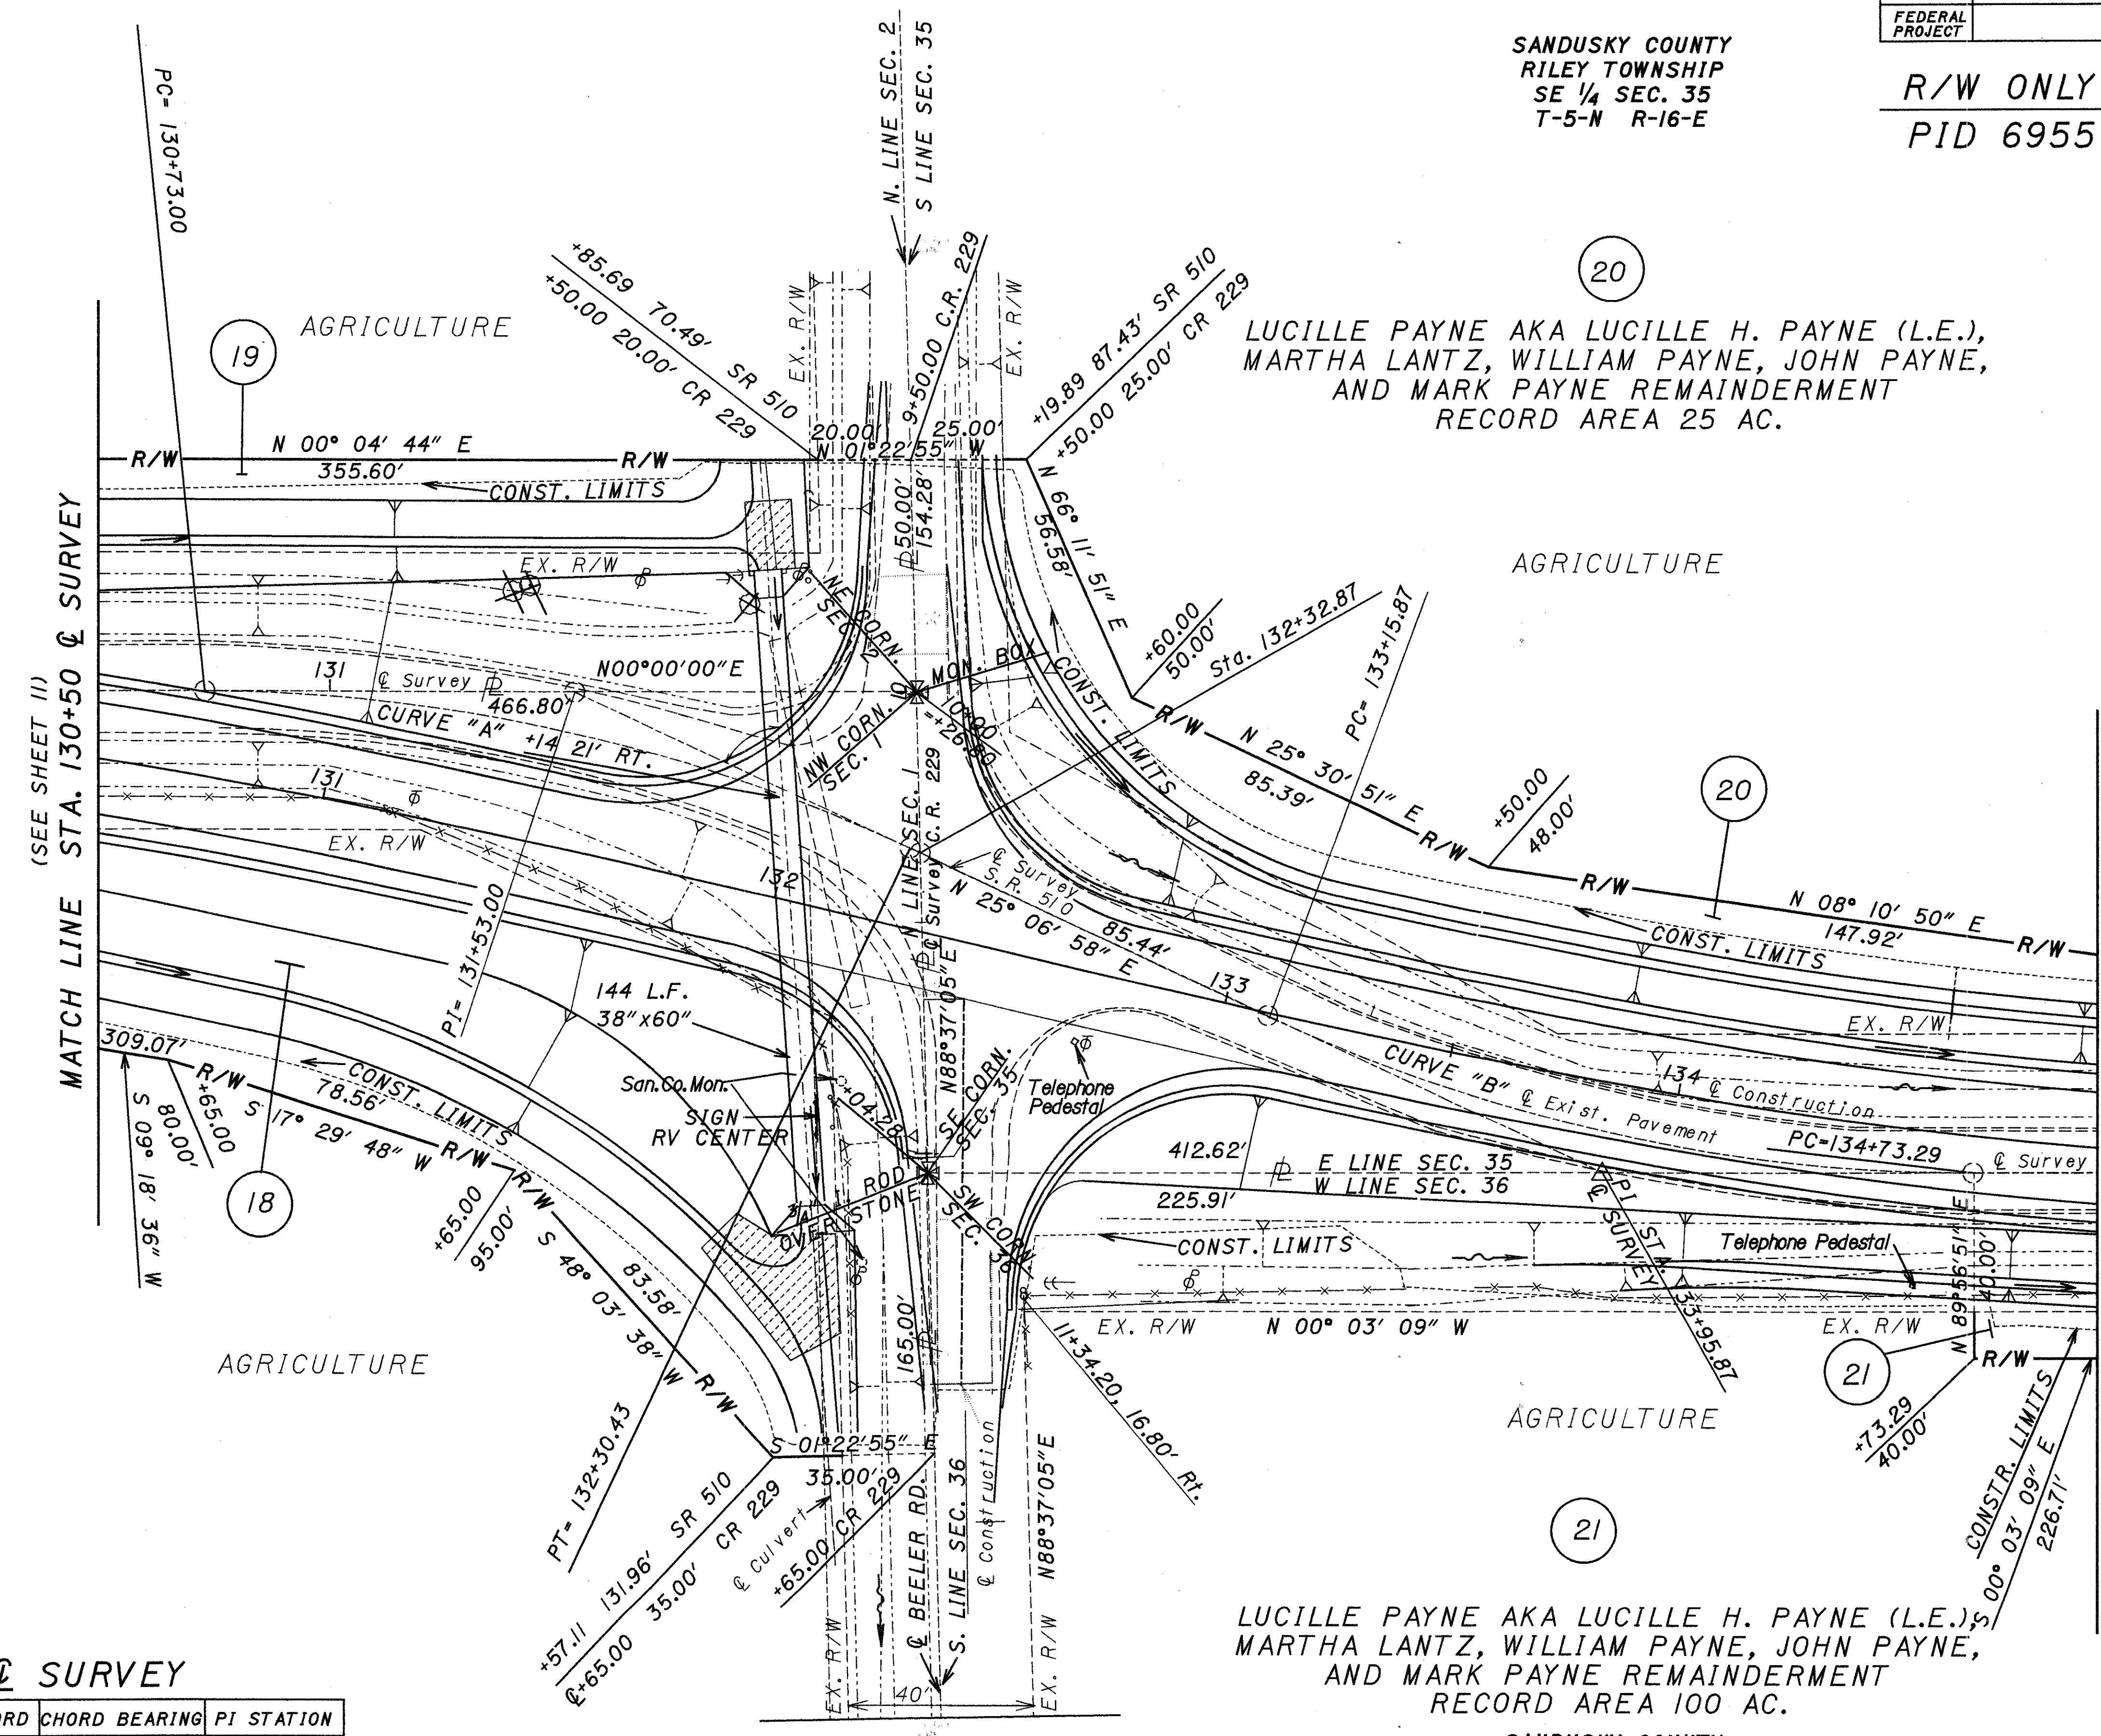 FEDERAL
PROJECT
SANDUSKY COUNTY
RILEY TOWNSHIP
SE 1/4 SEC. 35
T-5-N R-16-E
R/W ONLY
PID 6955
N. LINE SEC. 2
S LINE SEC. 35
PC= 130+73.00
+85.69 70.49' SR 510
+50.00 20.00' CR 229
EX. R/W
9+50.00 C.R. 229
EX. R/W
+19.89 87.43' SR 510
+50.00 25.00' CR 229
20
LUCILLE PAYNE AKA LUCILLE H. PAYNE (L.E.),
MARTHA LANTZ, WILLIAM PAYNE, JOHN PAYNE,
AND MARK PAYNE REMAINDERMENT
RECORD AREA 25 AC.
AGRICULTURE
19
N 00° 04' 44" E
355.60'
R/W
R/W
CONST. LIMITS
20.00'
25.00'
N 01°22'55" W
50.00'
154.28'
N 66° 11' 51" E
56.58'
AGRICULTURE
(SEE SHEET 11)
MATCH LINE STA. 130+50 ℄ SURVEY
EX. R/W
NE CORN.
SEC. 2
MON. BOX
+60.00
50.00'
Sta. 132+32.87
PC= 133+15.87
131
℄ Survey
466.80'
N00°00'00"E
CURVE "A"
+14 21' RT.
NW CORN.
SEC. 1
10+00
=+26.80
CONST. LIMITS
R/W
N 25° 30' 51" E
85.39'
R/W
+50.00
48.00'
20
131
EX. R/W
132
N LINE SEC. 1
℄ Survey C.R. 229
℄ Survey
S.R. 510
N 25° 06' 58" E
85.44'
133
R/W
N 08° 10' 50" E
147.92'
R/W
CONST. LIMITS
PI= 131+53.00
144 L.F.
38"x60"
N88°37'05"E
EX. R/W
309.07'
R/W
CONST. LIMITS
78.56'
S 17° 29' 48" W
+65.00
80.00'
S 09° 18' 36" W
18
R/W
R/W
San.Co.Mon.
SIGN
RV CENTER
+04.28
SE CORN.
SEC. 35
Telephone
Pedestal
CURVE "B"
134
℄ Construction
℄ Exist. Pavement
PC=134+73.29
℄ Survey
412.62'
E LINE SEC. 35
W LINE SEC. 36
225.91'
ROD
OVER STONE
SW CORN.
SEC. 36
+65.00
95.00'
S 48° 03' 38" W
83.58'
R/W
CONST. LIMITS
PI STA. 133+95.87
℄ SURVEY
Telephone Pedestal
N 89°56'51" E
40.00'
165.00'
EX. R/W
N 00° 03' 09" W
EX. R/W
R/W
21
AGRICULTURE
11+34.20, 16.80' Rt.
AGRICULTURE
+73.29
40.00'
CONSTR. LIMITS
S 00° 03' 09" E
226.71'
S 01°22'55" E
35.00'
PT= 132+30.43
+57.11 131.96' SR 510
℄+65.00 35.00' CR 229
℄ Culvert
+65.00 CR 229
℄ BEELER RD.
S. LINE SEC. 36
℄ Construction
N88°37'05"E
EX. R/W
EX. R/W
40'
21
LUCILLE PAYNE AKA LUCILLE H. PAYNE (L.E.),
MARTHA LANTZ, WILLIAM PAYNE, JOHN PAYNE,
AND MARK PAYNE REMAINDERMENT
RECORD AREA 100 AC.
℄ SURVEY
CHORD BEARING
PI STATION